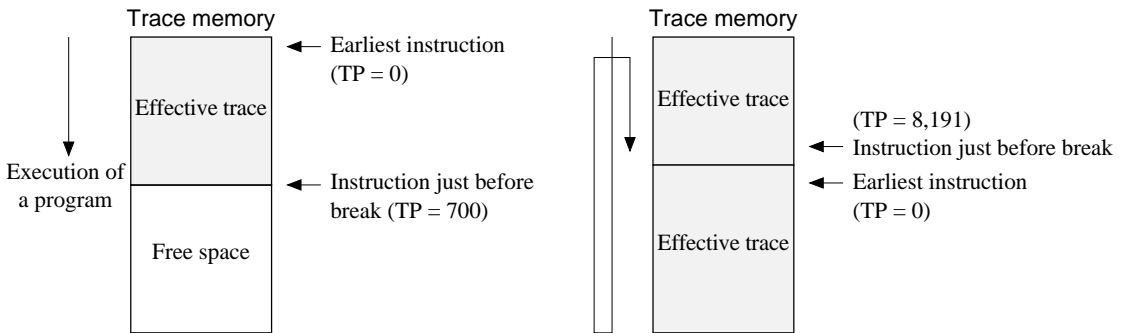 Trace memory
Earliest instruction
(TP = 0)
Effective trace
Execution of
a program
Instruction just before
break (TP = 700)
Free space
Trace memory
Effective trace
(TP = 8,191)
Instruction just before break
Earliest instruction
(TP = 0)
Effective trace